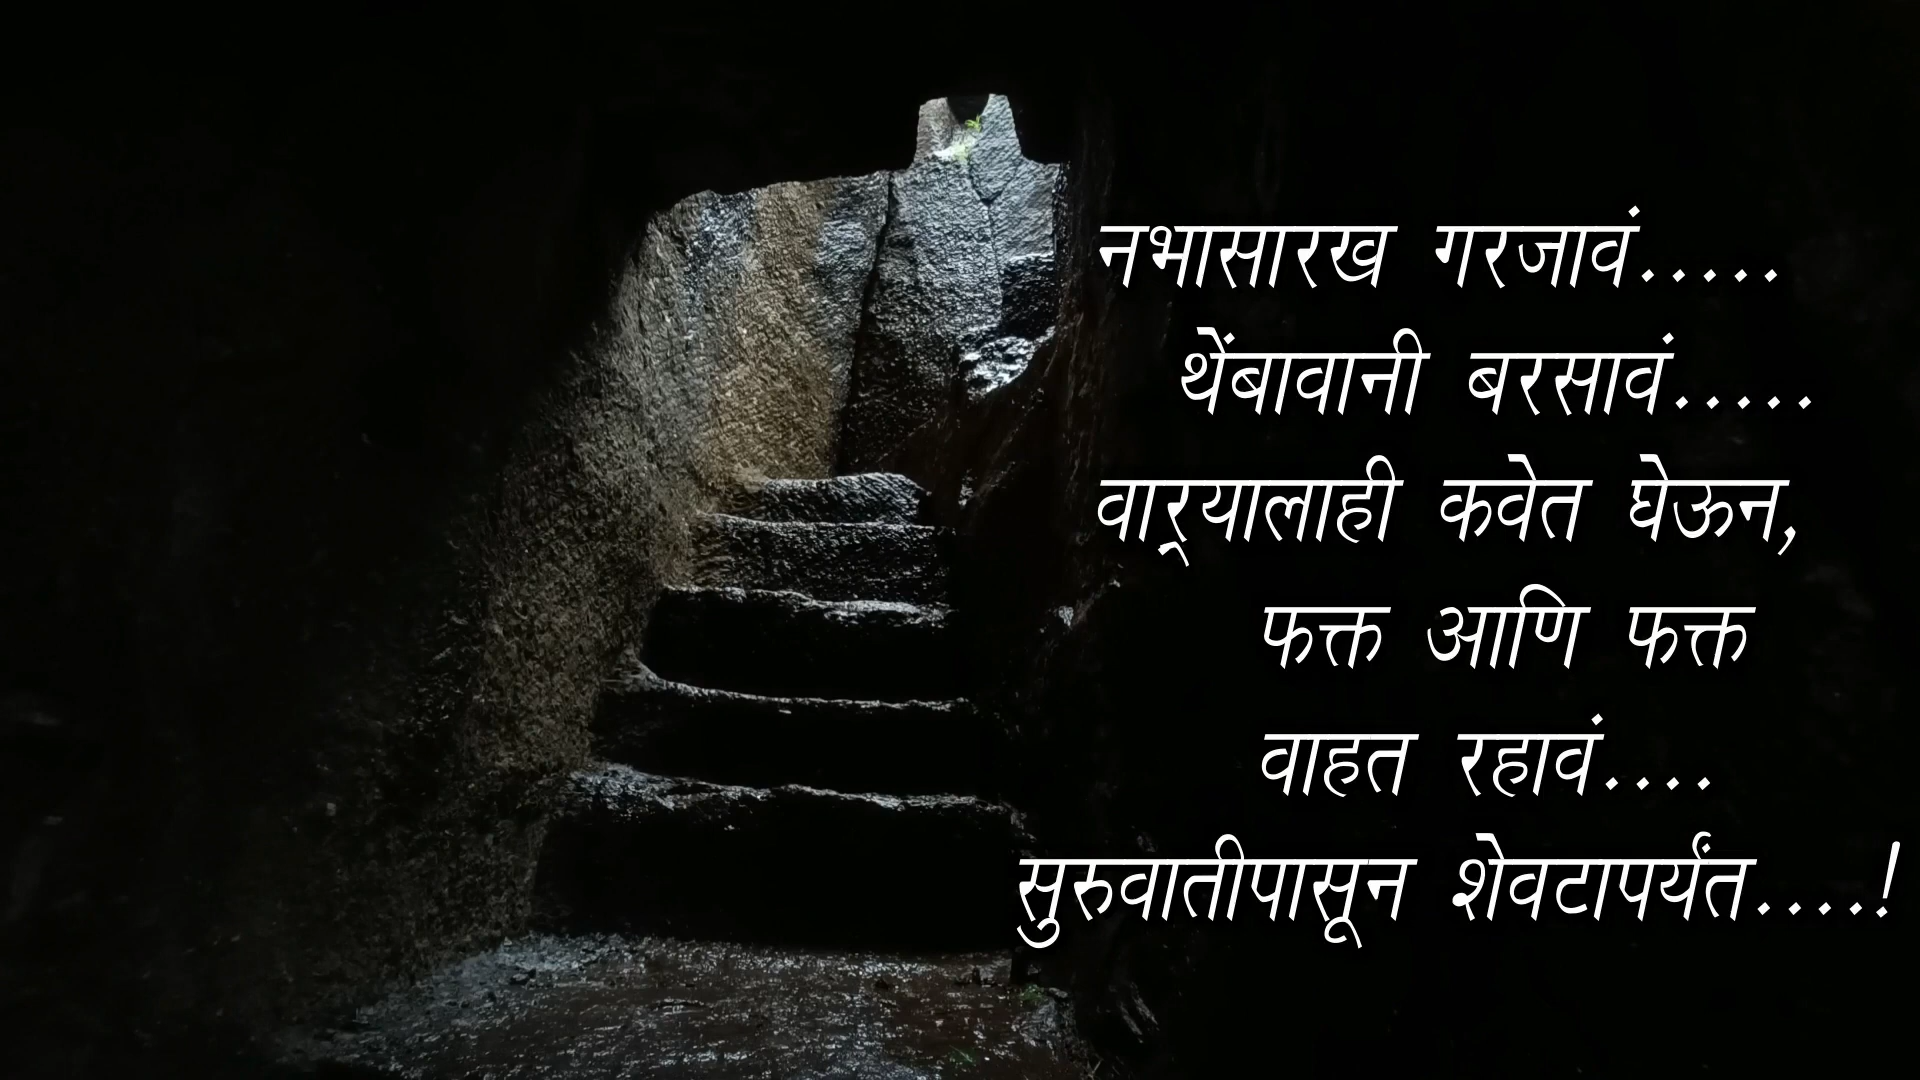 नभासारख गरजावं.....
थेंबावानी बरसावं.....
वाऱ्यालाही कवेत घेऊन,
फक्त आणि फक्त
वाहत रहावं....
सुरुवातीपासून शेवटापर्यंत....!